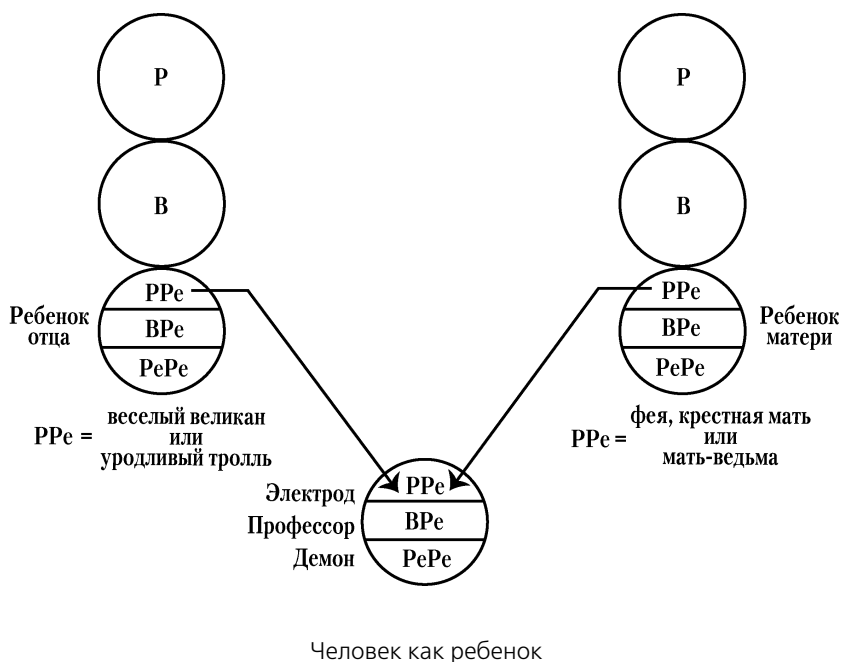 Р
Р
В
В
РРе
ВРе
РеРе
Ребенок
отца
РРе
ВРе
РеРе
Ребенок
матери
РРе =
веселый великан
или
уродливый тролль
РРе =
фея, крестная мать
или
мать-ведьма
Электрод
Профессор
Демон
РРе
ВРе
РеРе
Человек как ребенок